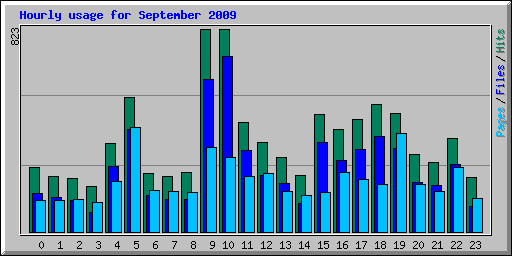 Hourly usage for September 2009
823
Pages/Files/Hits
0 1 2 3 4 5 6 7 8 9 10 11 12 13 14 15 16 17 18 19 20 21 22 23